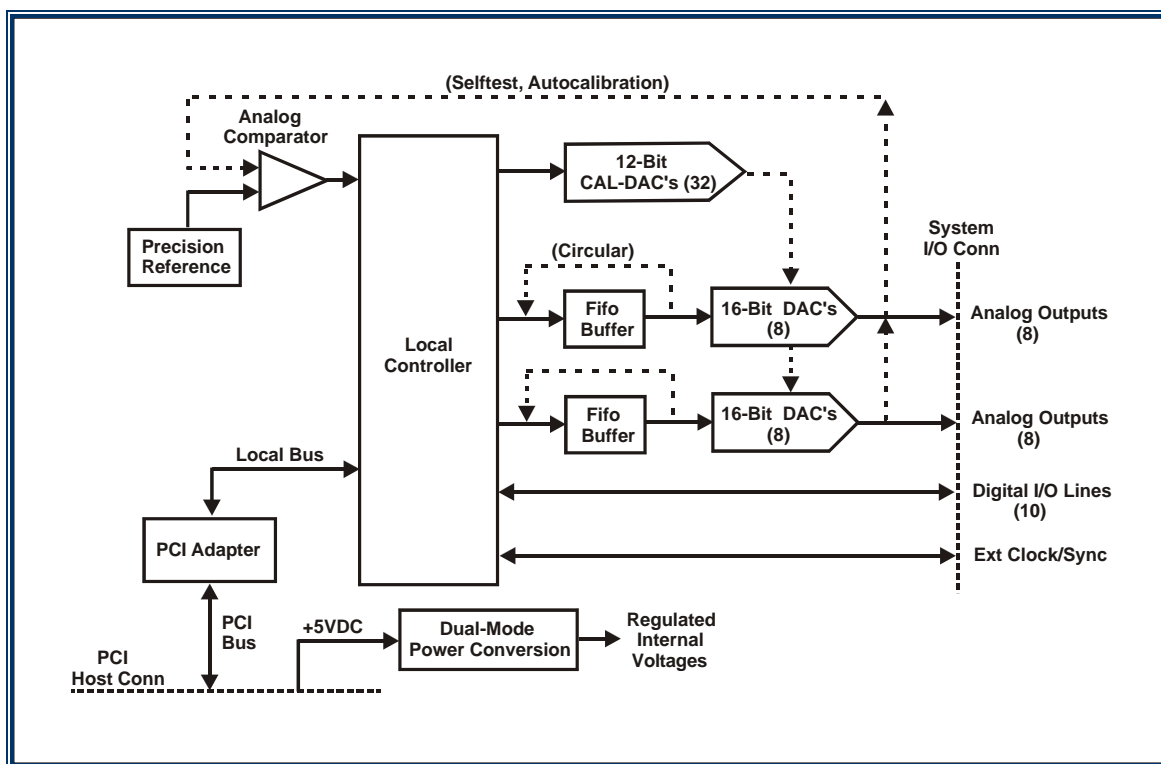 (Selftest, Autocalibration)
Analog
Comparator
12-Bit
CAL-DAC's (32)
Precision
Reference
System
I/O Conn
(Circular)
Fifo
Buffer
16-Bit DAC's
(8)
Analog Outputs
(8)
Local
Controller
Fifo
Buffer
16-Bit DAC's
(8)
Analog Outputs
(8)
Local Bus
Digital I/O Lines
(10)
PCI Adapter
Ext Clock/Sync
PCI
Bus
+5VDC
Dual-Mode
Power Conversion
Regulated
Internal
Voltages
PCI
Host Conn